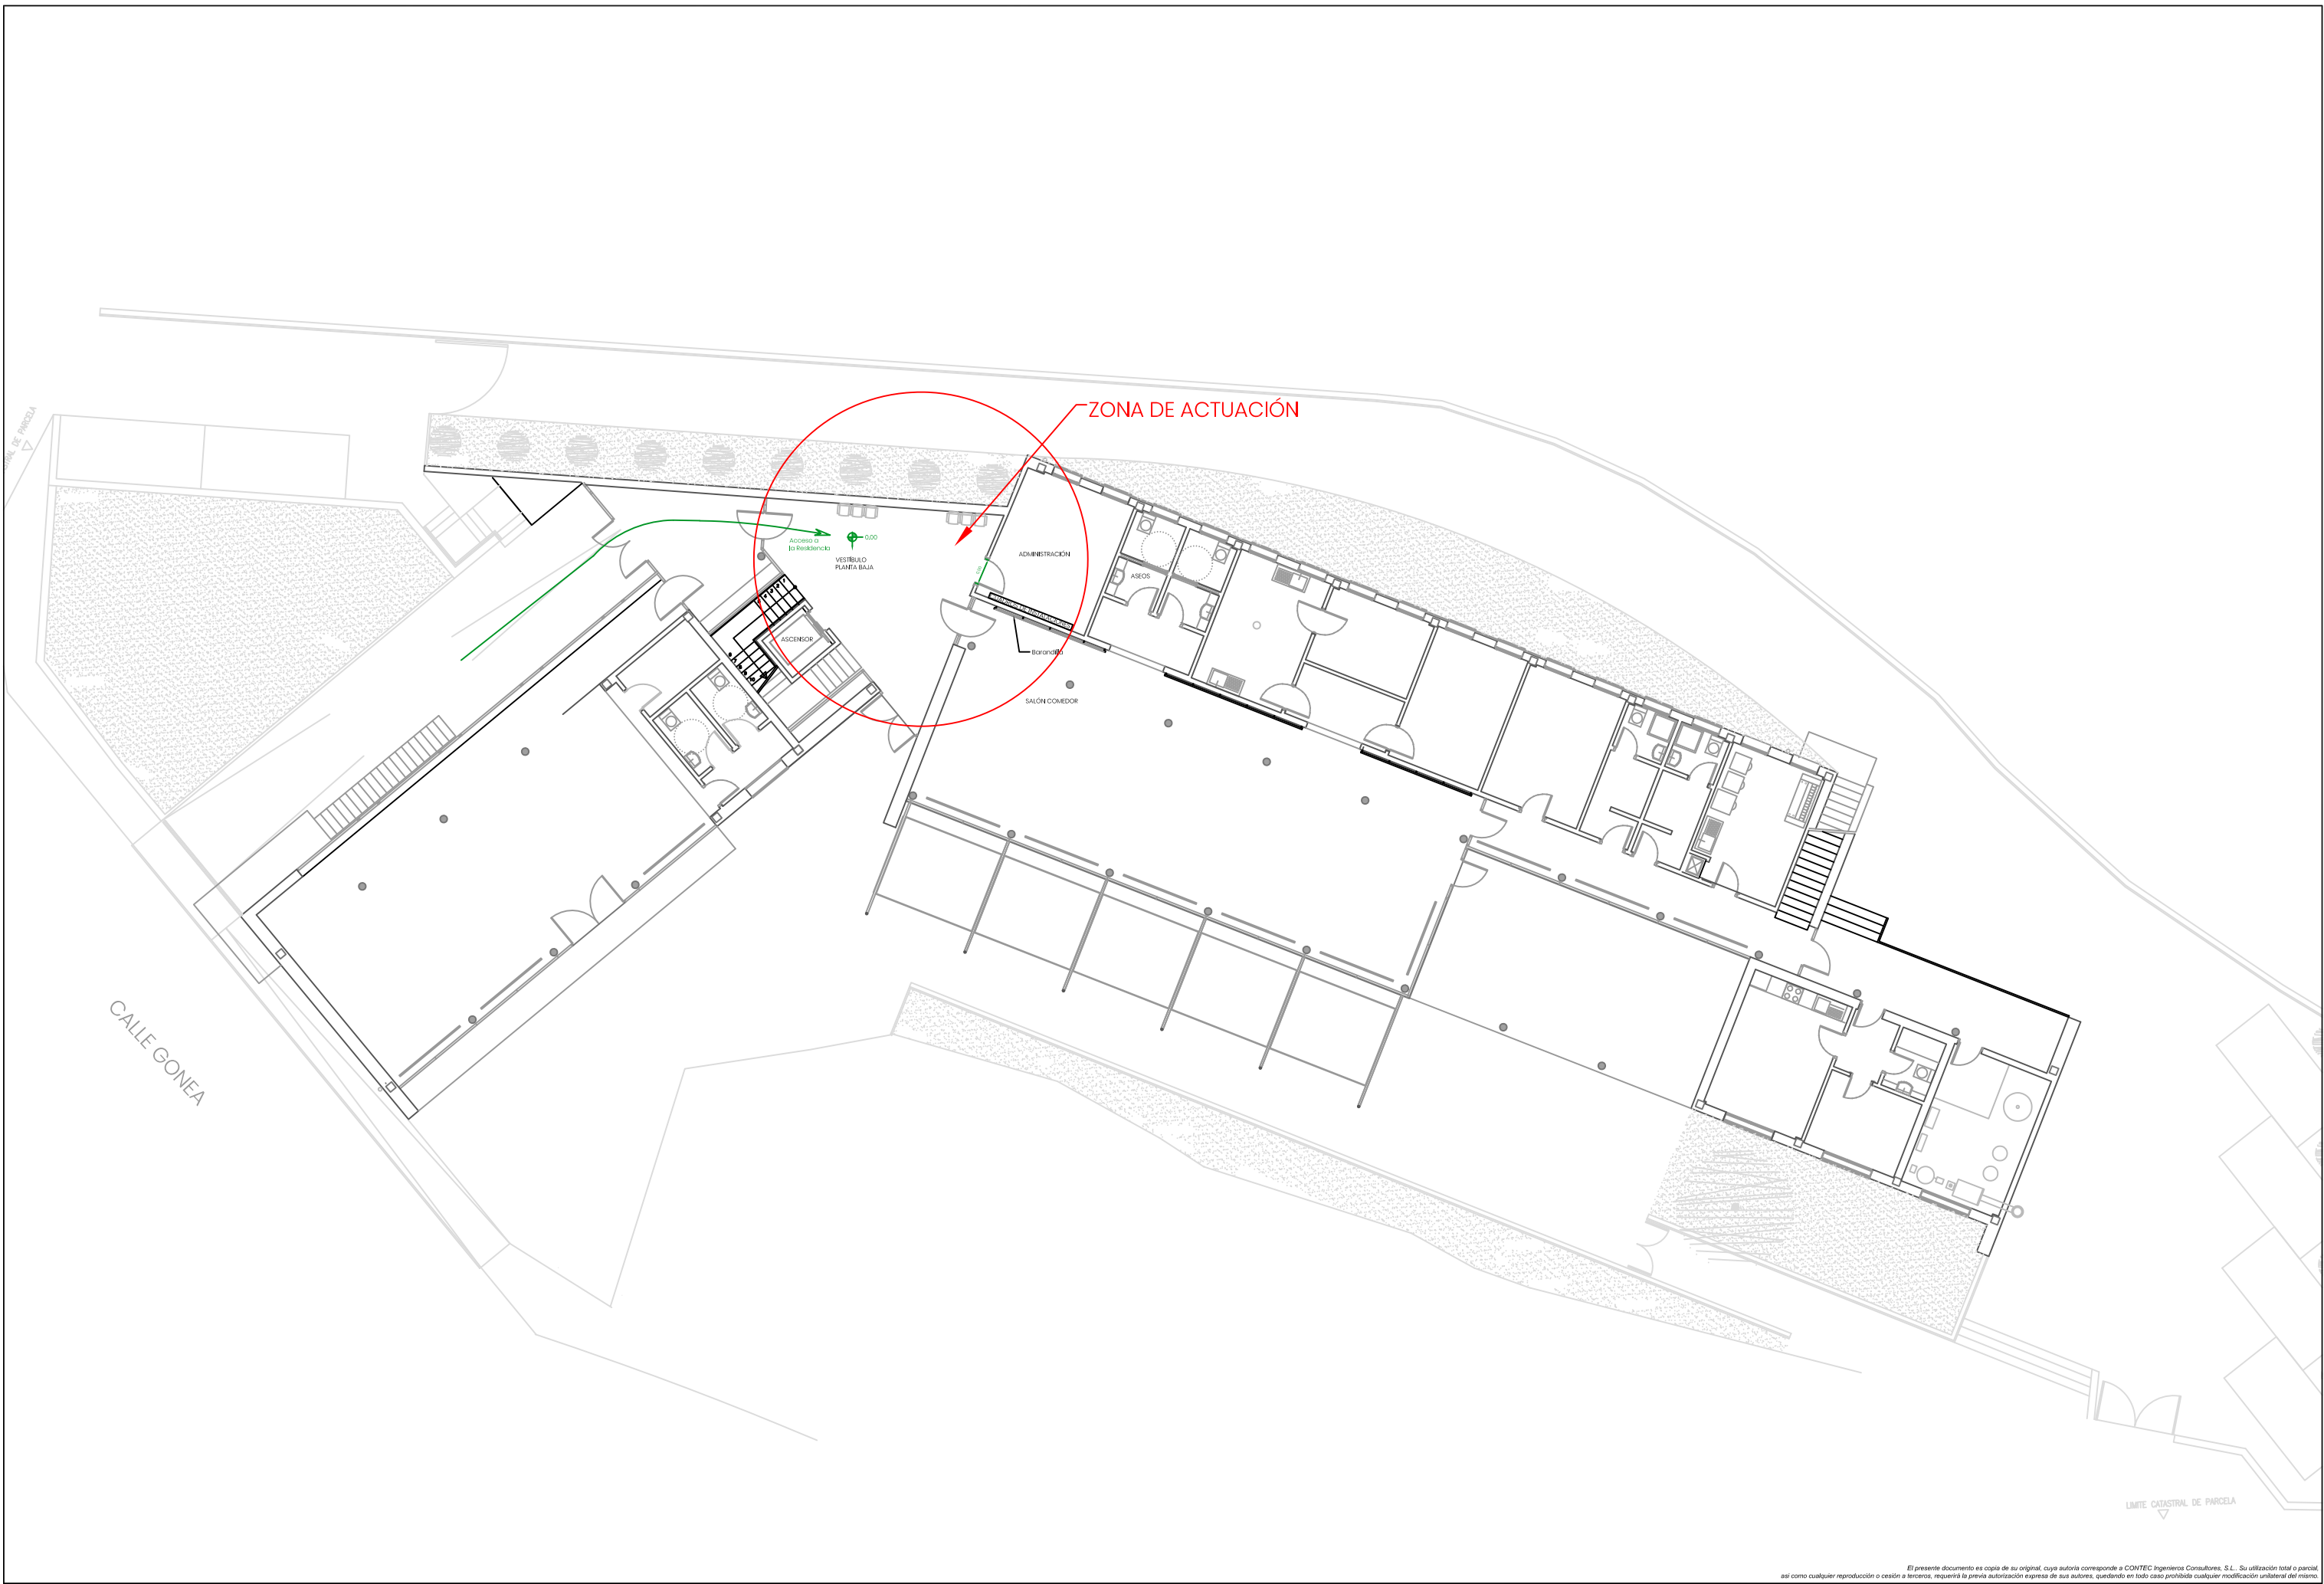 DE PARCELA
ZONA DE ACTUACIÓN
Acceso a
la Residencia
0,00
VESTÍBULO
PLANTA BAJA
ADMINISTRACIÓN
ASEOS
ASCENSOR
Barandilla
SALÓN COMEDOR
CALLE GONEA
LIMITE CATASTRAL DE PARCELA
El presente documento es copia de su original, cuya autoría corresponde a CONTEC Ingenieros Consultores, S.L.. Su utilización total o parcial,
así como cualquier reproducción o cesión a terceros, requerirá la previa autorización expresa de sus autores, quedando en todo caso prohibida cualquier modificación unilateral del mismo.